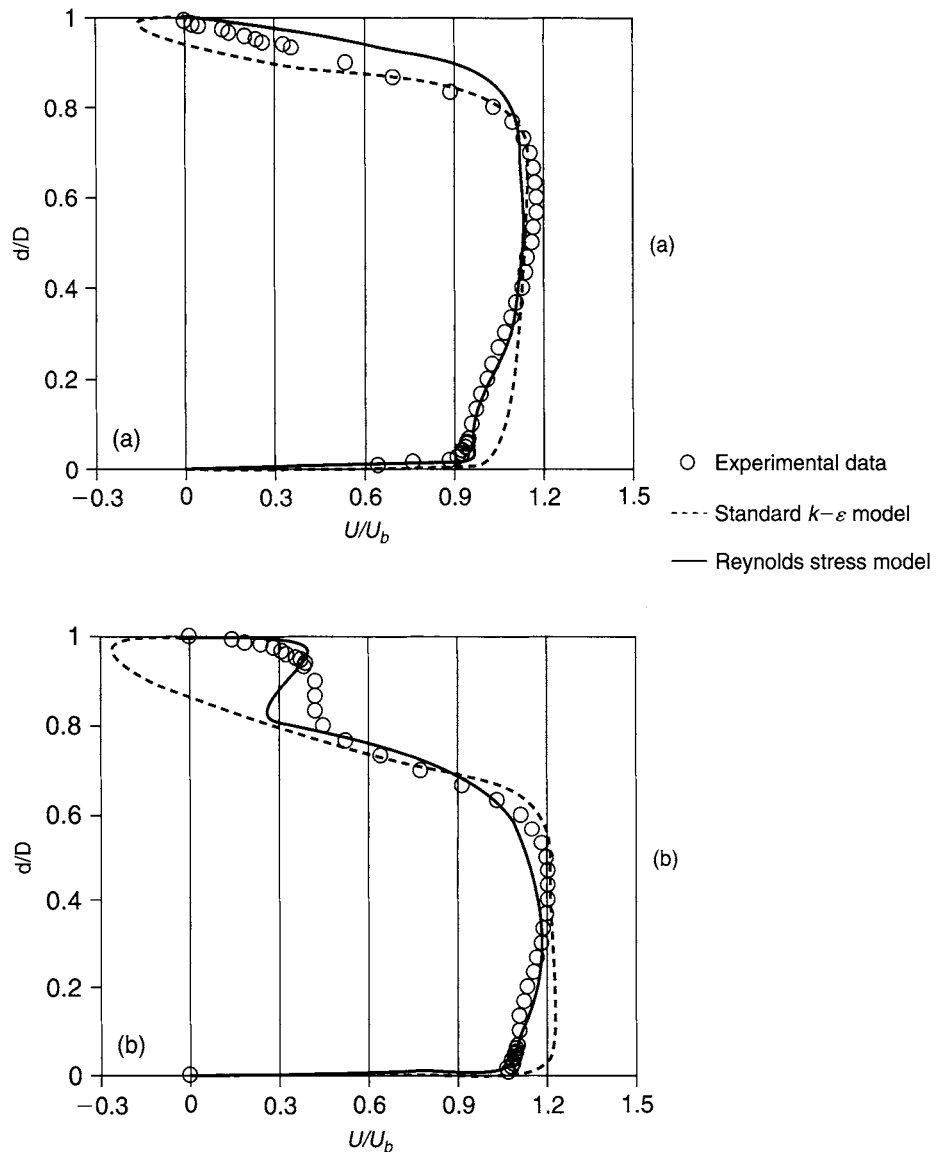 1
0.8
0.6
0.4
0.2
0
d/D
(a)
−0.3 0 0.3 0.6 0.9 1.2 1.5
U/U_b
(a)
Experimental data
Standard k–ε model
Reynolds stress model
1
0.8
0.6
0.4
0.2
0
d/D
(b)
−0.3 0 0.3 0.6 0.9 1.2 1.5
U/U_b
(b)